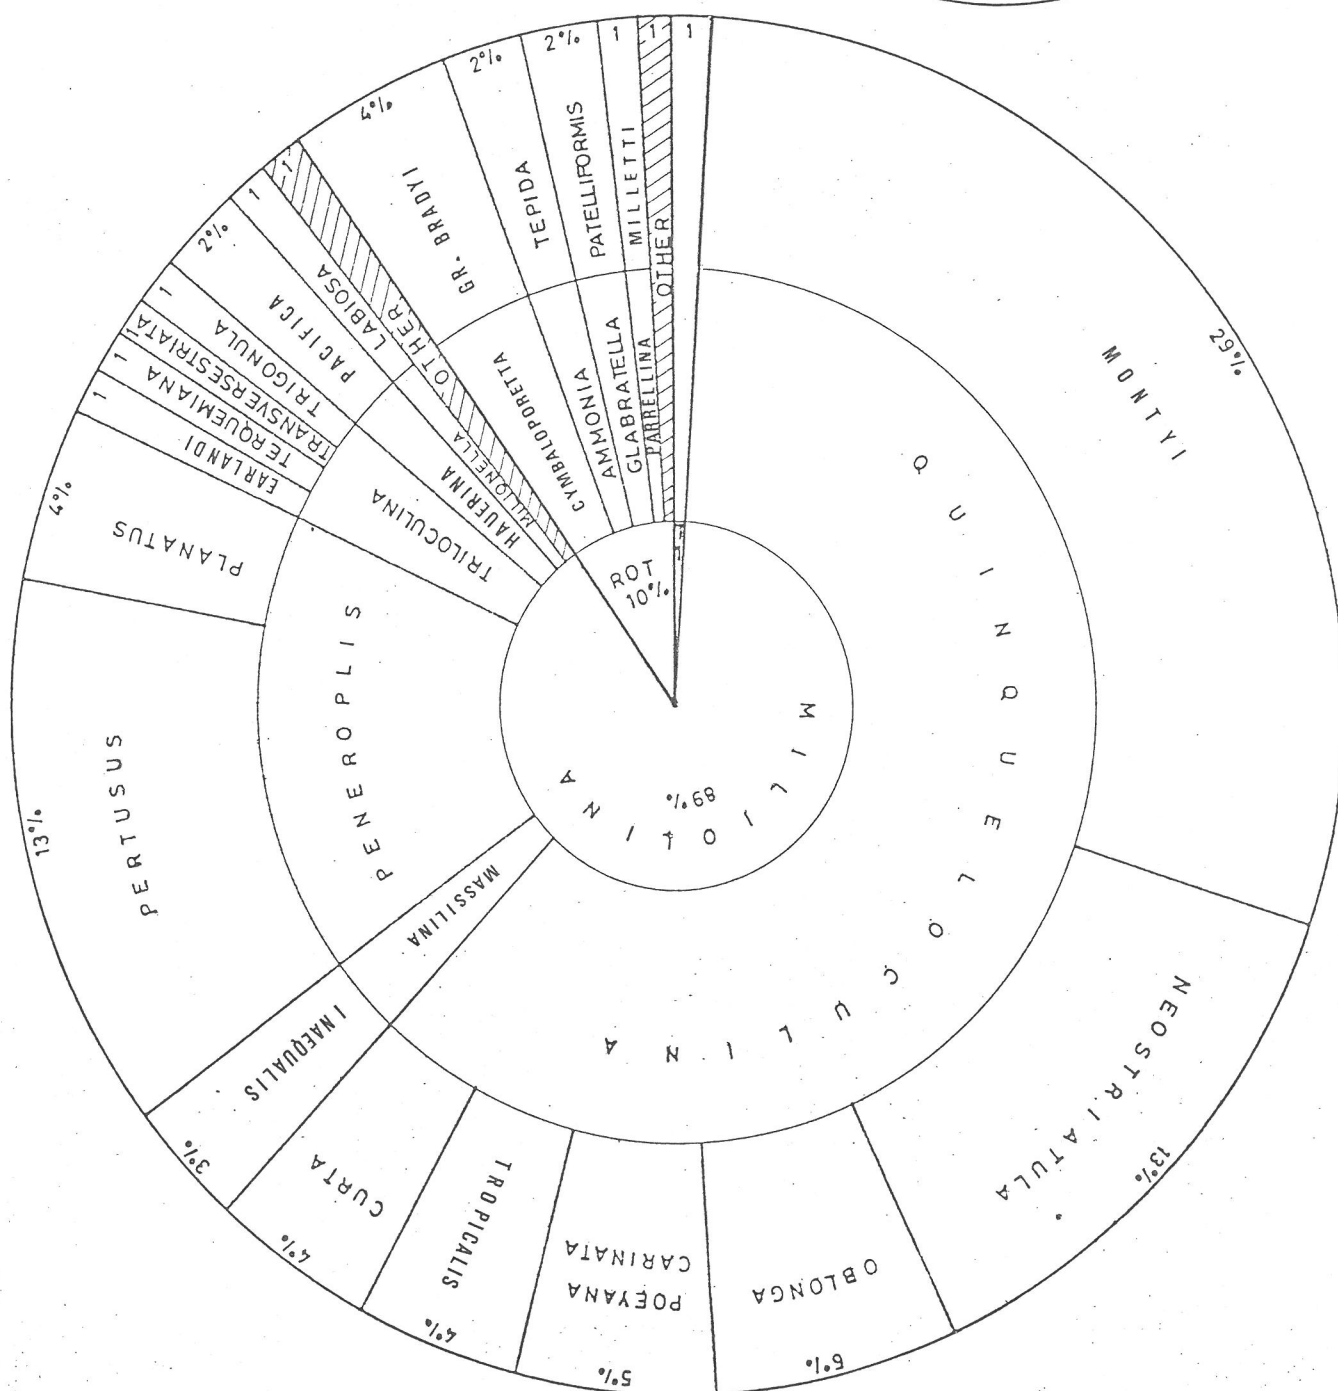 MONTYI
29%
NEOSTRIATULA
13%
OBLONGA
6%
POEYANA
CARINATA
5%
TROPICALIS
4%
CURTA
4%
INAEQUALIS
3%
PERTUSUS
13%
PLANATUS
4%
EARLANDI
1
TERQUEMIANA
1
TRANSVERSESTRIATA
1
TRIGONULA
1
PACIFICA
2%
LABIOSA
1
OTHER
1
GR. BRADYI
4%
TEPIDA
2%
PATELLIFORMIS
2%
MILLETTI
1
OTHER
1
1
QUINQUELOCULINA
MASSILINA
PENEROPLIS
TRILOCULINA
HAUERINA
MILIONELLA
CYMBALOPORETTA
AMMONIA
GLABRATELLA
PARRELLINA
ROT
10%
MILIOLINA
89%